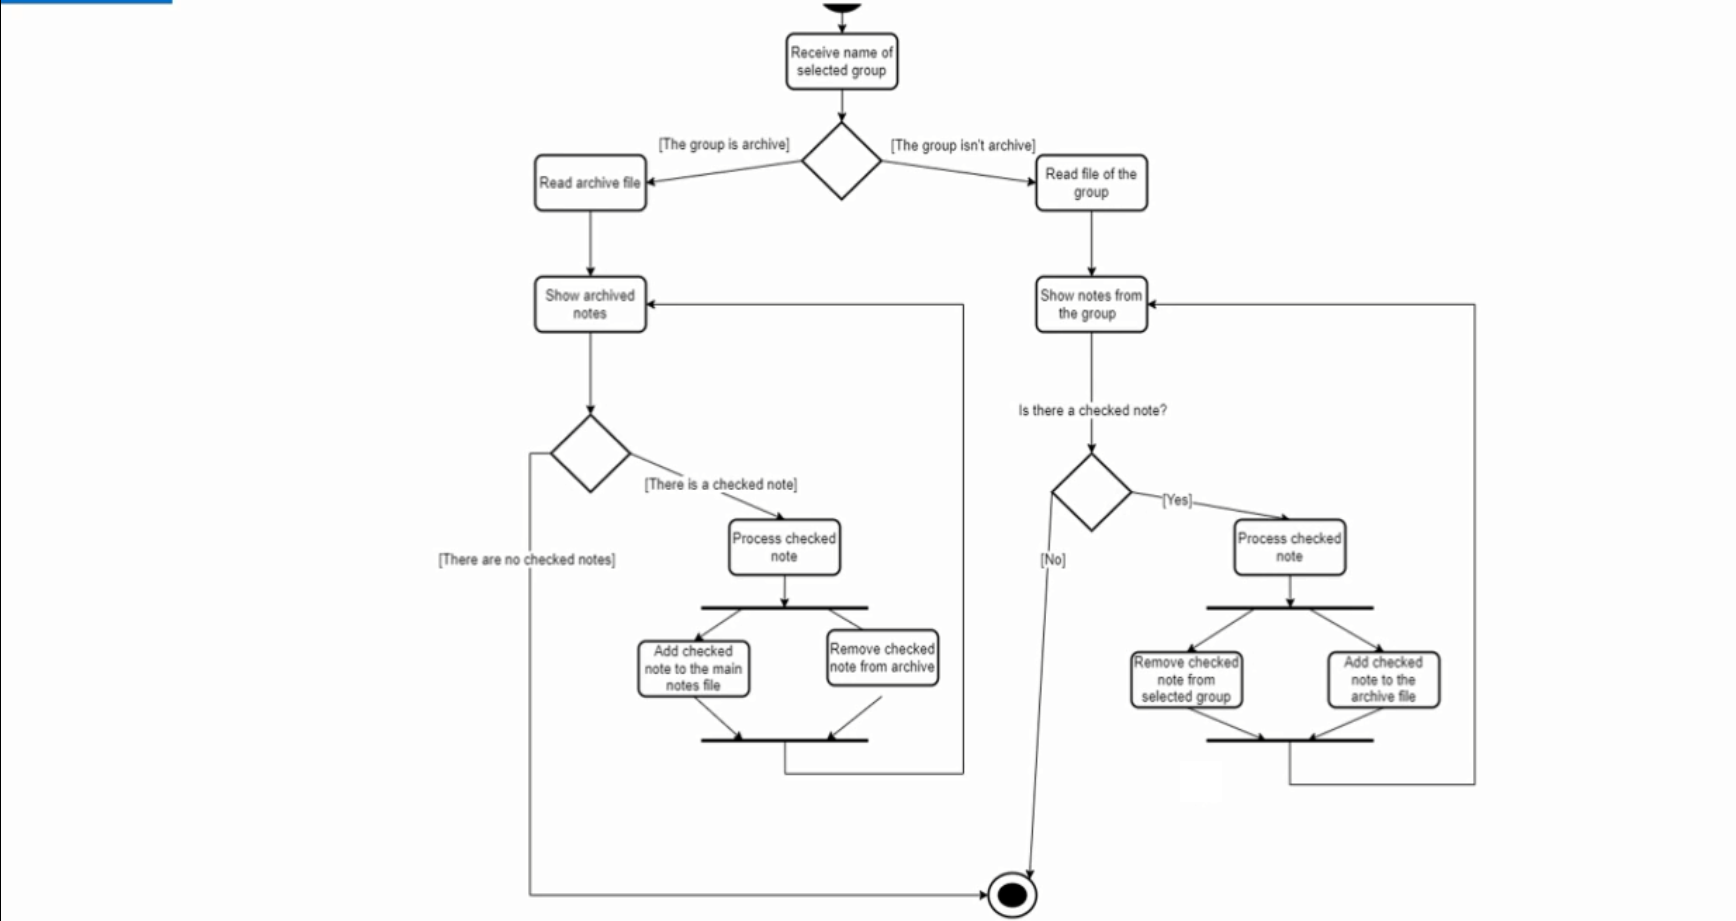 Receive name of
selected group
[The group is archive]
[The group isn't archive]
Read archive file
Read file of the
group
Show archived
notes
Show notes from
the group
Is there a checked note?
[There is a checked note]
[Yes]
Process checked
note
Process checked
note
[There are no checked notes]
[No]
Add checked
note to the main
notes file
Remove checked
note from archive
Remove checked
note from
selected group
Add checked
note to the
archive file